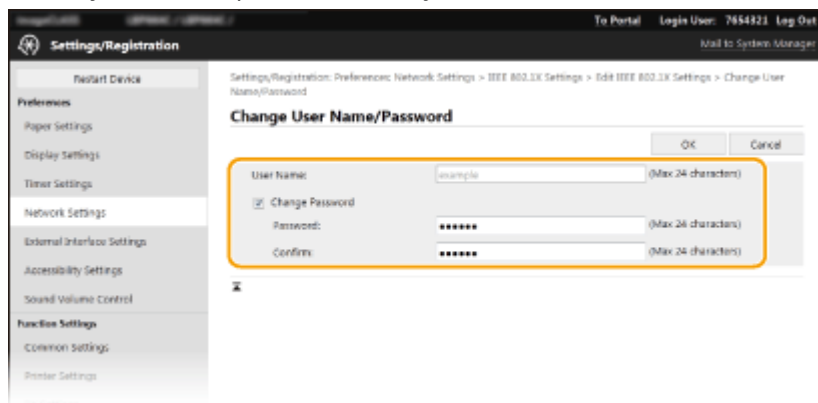 To Portal Login User: 7654321 Log Out
Settings/Registration
Mail to System Manager
Restart Device
Preferences
Paper Settings
Display Settings
Timer Settings
Network Settings
External Interface Settings
Accessibility Settings
Sound Volume Control
Function Settings
Common Settings
Printer Settings
Settings/Registration: Preferences: Network Settings > IEEE 802.1X Settings > Edit IEEE 802.1X Settings > Change User
Name/Password
Change User Name/Password
OK Cancel
User Name: example (Max 24 characters)
Change Password
Password: •••••• (Max 24 characters)
Confirm: •••••• (Max 24 characters)